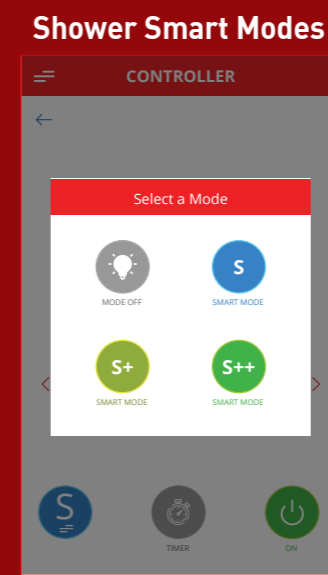 Shower Smart Modes
CONTROLLER
Select a Mode
S
MODE OFF
SMART MODE
S+
S++
SMART MODE
SMART MODE
S
TIMER
ON